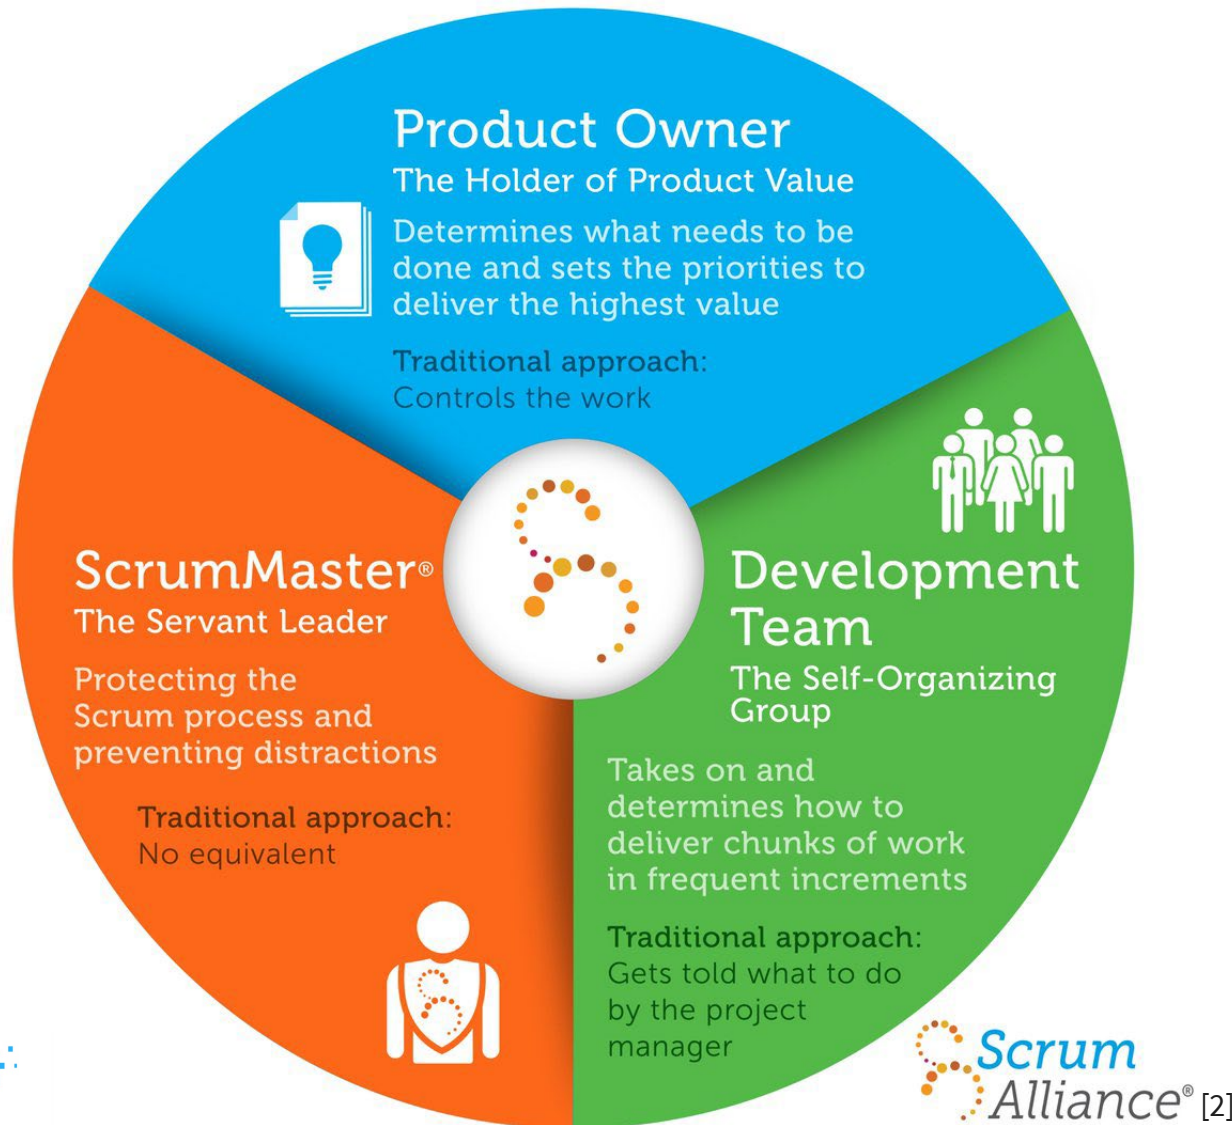 Product Owner
The Holder of Product Value
Determines what needs to be
done and sets the priorities to
deliver the highest value
Traditional approach:
Controls the work
ScrumMaster®
The Servant Leader
Protecting the
Scrum process and
preventing distractions
Traditional approach:
No equivalent
Development
Team
The Self-Organizing
Group
Takes on and
determines how to
deliver chunks of work
in frequent increments
Traditional approach:
Gets told what to do
by the project
manager
Scrum
Alliance® [2]